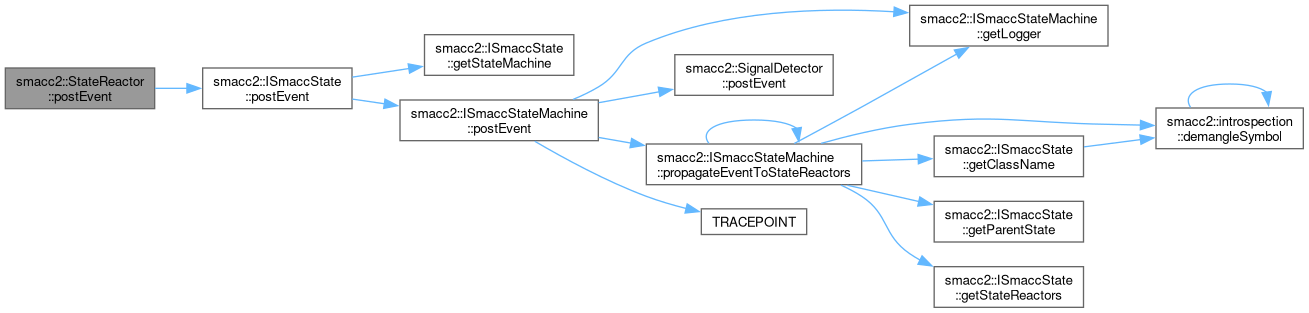 smacc2::StateReactor
::postEvent
smacc2::ISmaccState
::postEvent
smacc2::ISmaccState
::getStateMachine
smacc2::ISmaccStateMachine
::postEvent
smacc2::ISmaccStateMachine
::getLogger
smacc2::SignalDetector
::postEvent
smacc2::ISmaccStateMachine
::propagateEventToStateReactors
TRACEPOINT
smacc2::introspection
::demangleSymbol
smacc2::ISmaccState
::getClassName
smacc2::ISmaccState
::getParentState
smacc2::ISmaccState
::getStateReactors